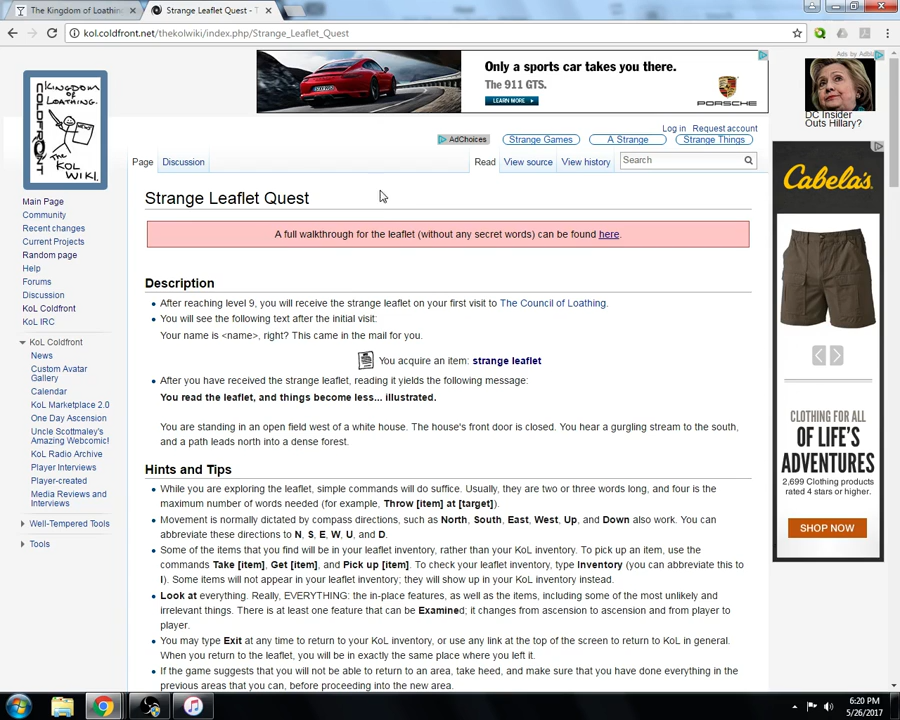 The Kingdom of Loathing
Strange Leaflet Quest - T
kol.coldfront.net/thekolwiki/index.php/Strange_Leaflet_Quest
Only a sports car takes you there.
The 911 GTS.
LEARN MORE ►
PORSCHE
Ads by
DC Insider
Outs Hillary?
KINGDOM
OF
LOATHING.
COLDFRONT
NEWS
THE
KOL
WIKI.
Log in Request account
AdChoices
Strange Games
A Strange
Strange Things
Page Discussion Read View source View history Search
Strange Leaflet Quest
A full walkthrough for the leaflet (without any secret words) can be found here.
Description
After reaching level 9, you will receive the strange leaflet on your first visit to The Council of Loathing.
You will see the following text after the initial visit:
Your name is <name>, right? This came in the mail for you.
You acquire an item: strange leaflet
After you have received the strange leaflet, reading it yields the following message:
You read the leaflet, and things become less... illustrated.
You are standing in an open field west of a white house. The house's front door is closed. You hear a gurgling stream to the south,
and a path leads north into a dense forest.
Hints and Tips
While you are exploring the leaflet, simple commands will do suffice. Usually, they are two or three words long, and four is the
maximum number of words needed (for example, Throw [item] at [target]).
Movement is normally dictated by compass directions, such as North, South, East, West, Up, and Down also work. You can
abbreviate these directions to N, S, E, W, U, and D.
Some of the items that you find will be in your leaflet inventory, rather than your KoL inventory. To pick up an item, use the
commands Take [item], Get [item], and Pick up [item]. To check your leaflet inventory, type Inventory (you can abbreviate this to
I). Some items will not appear in your leaflet inventory; they will show up in your KoL inventory instead.
Look at everything. Really, EVERYTHING: the in-place features, as well as the items, including some of the most unlikely and
irrelevant things. There is at least one feature that can be Examined; it changes from ascension to ascension and from player to
player.
You may type Exit at any time to return to your KoL inventory, or use any link at the top of the screen to return to KoL in general.
When you return to the leaflet, you will be in exactly the same place where you left it.
If the game suggests that you will not be able to return to an area, take heed, and make sure that you have done everything in the
previous areas that you can, before proceeding into the new area.
Main Page
Community
Recent changes
Current Projects
Random page
Help
Forums
Discussion
KoL Coldfront
KoL IRC
KoL Coldfront
News
Custom Avatar
Gallery
Calendar
KoL Marketplace 2.0
One Day Ascension
Uncle Scottmaley's
Amazing Webcomic!
KoL Radio Archive
Player Interviews
Player-created
Media Reviews and
Interviews
Well-Tempered Tools
Tools
Cabela's
CLOTHING FOR ALL
OF LIFE'S
ADVENTURES
2,699 Clothing products
rated 4 stars or higher.
SHOP NOW
6:20 PM
5/26/2017